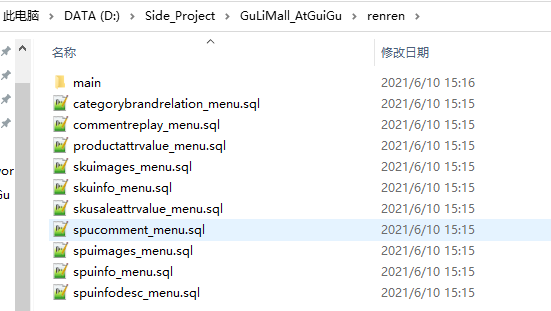 此电脑 > DATA (D:) > Side_Project > GuLiMall_AtGuiGu > renren >
名称 修改日期
main 2021/6/10 15:16
categorybrandrelation_menu.sql 2021/6/10 15:15
commentreplay_menu.sql 2021/6/10 15:15
productattrvalue_menu.sql 2021/6/10 15:15
skuimages_menu.sql 2021/6/10 15:15
skuinfo_menu.sql 2021/6/10 15:15
skusaleattrvalue_menu.sql 2021/6/10 15:15
vor
spucomment_menu.sql 2021/6/10 15:15
Gu
spuimages_menu.sql 2021/6/10 15:15
spuinfo_menu.sql 2021/6/10 15:15
spuinfodesc_menu.sql 2021/6/10 15:15